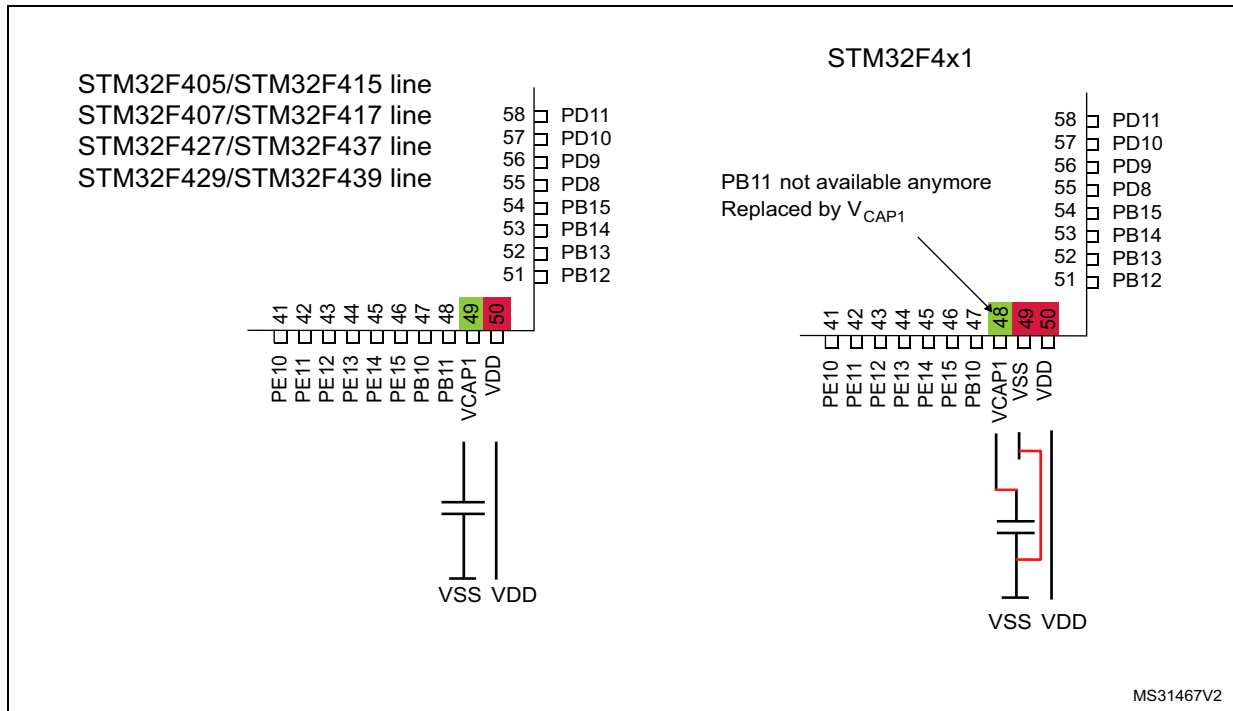 STM32F405/STM32F415 line
STM32F407/STM32F417 line
STM32F427/STM32F437 line
STM32F429/STM32F439 line
58 PD11
57 PD10
56 PD9
55 PD8
54 PB15
53 PB14
52 PB13
51 PB12
41 42 43 44 45 46 47 48 49 50
PE10 PE11 PE12 PE13 PE14 PE15 PB10 PB11 VCAP1 VDD
VSS VDD
STM32F4x1
PB11 not available anymore
Replaced by VCAP1
58 PD11
57 PD10
56 PD9
55 PD8
54 PB15
53 PB14
52 PB13
51 PB12
41 42 43 44 45 46 47 48 49 50
PE10 PE11 PE12 PE13 PE14 PE15 PB10 VCAP1 VSS VDD
VSS VDD
MS31467V2